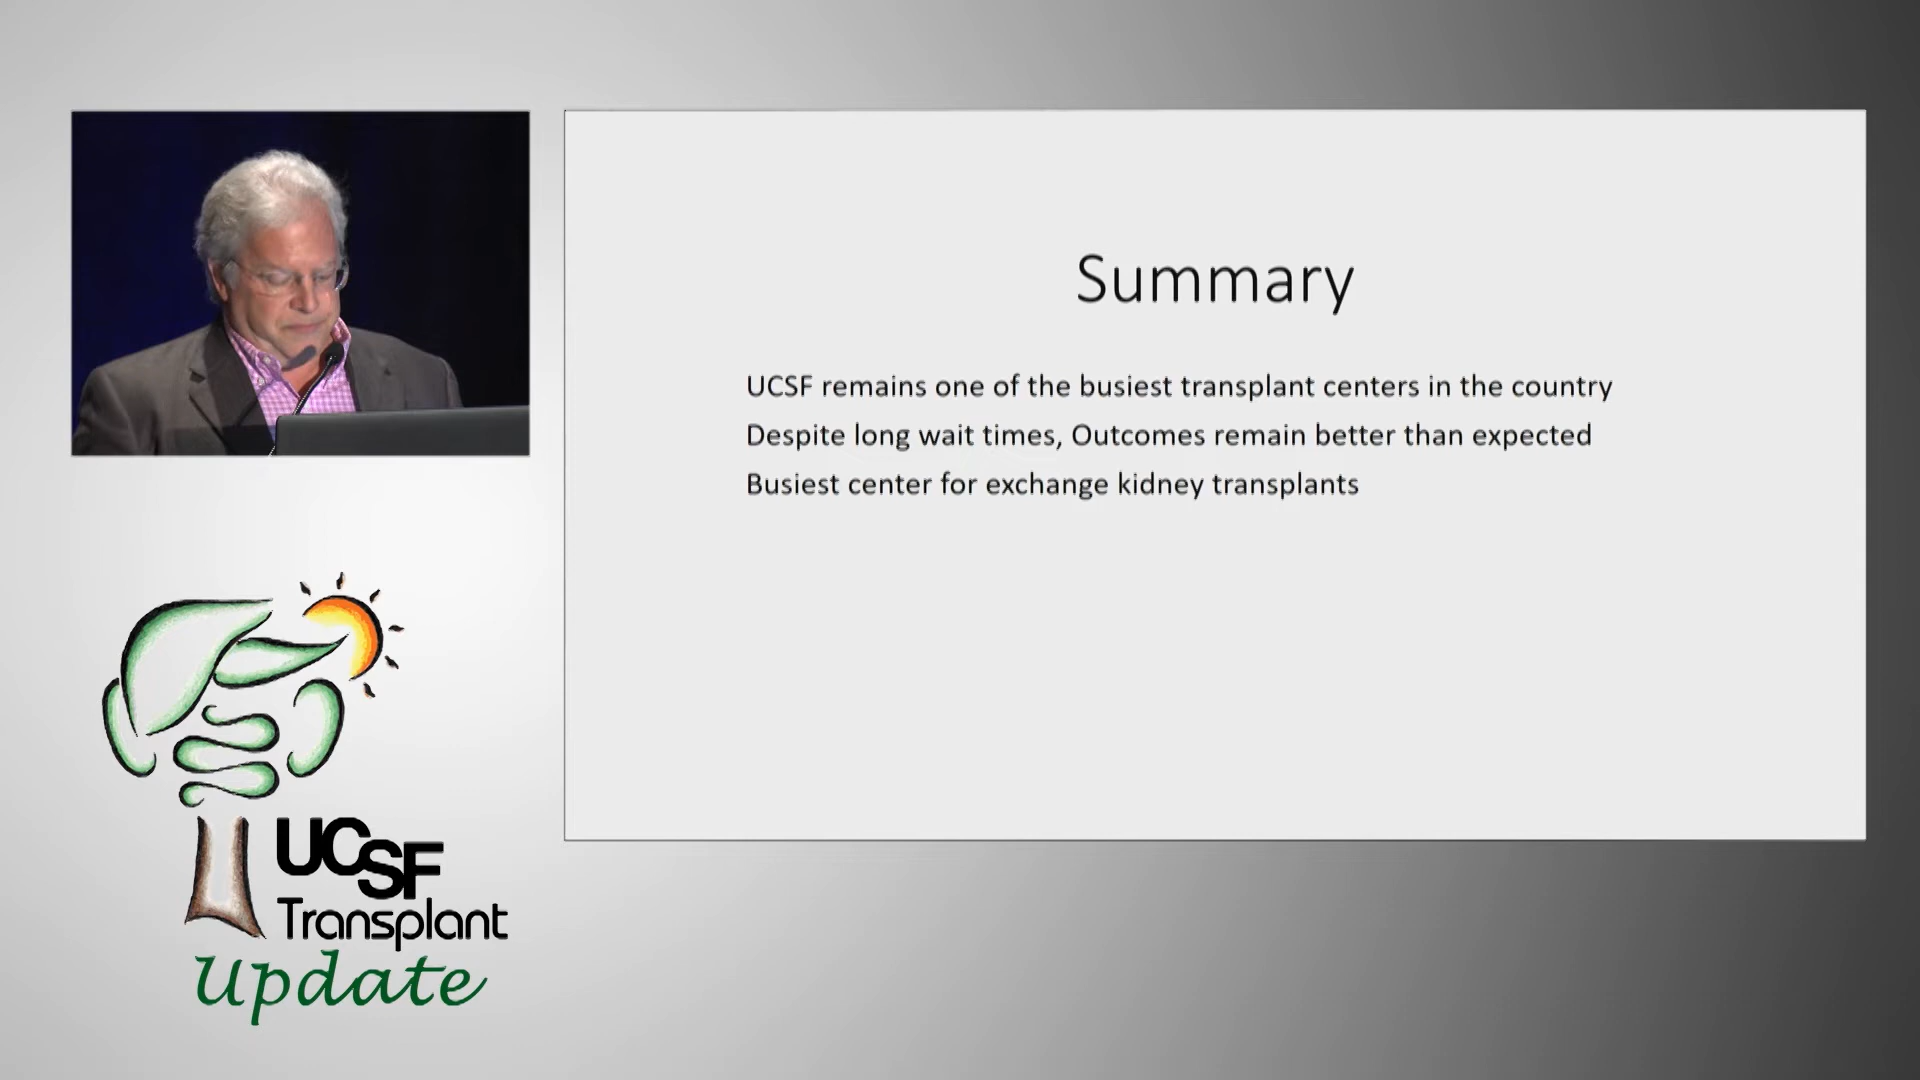 Summary
UCSF remains one of the busiest transplant centers in the country
Despite long wait times, Outcomes remain better than expected
Busiest center for exchange kidney transplants
UCSF
Transplant
Update